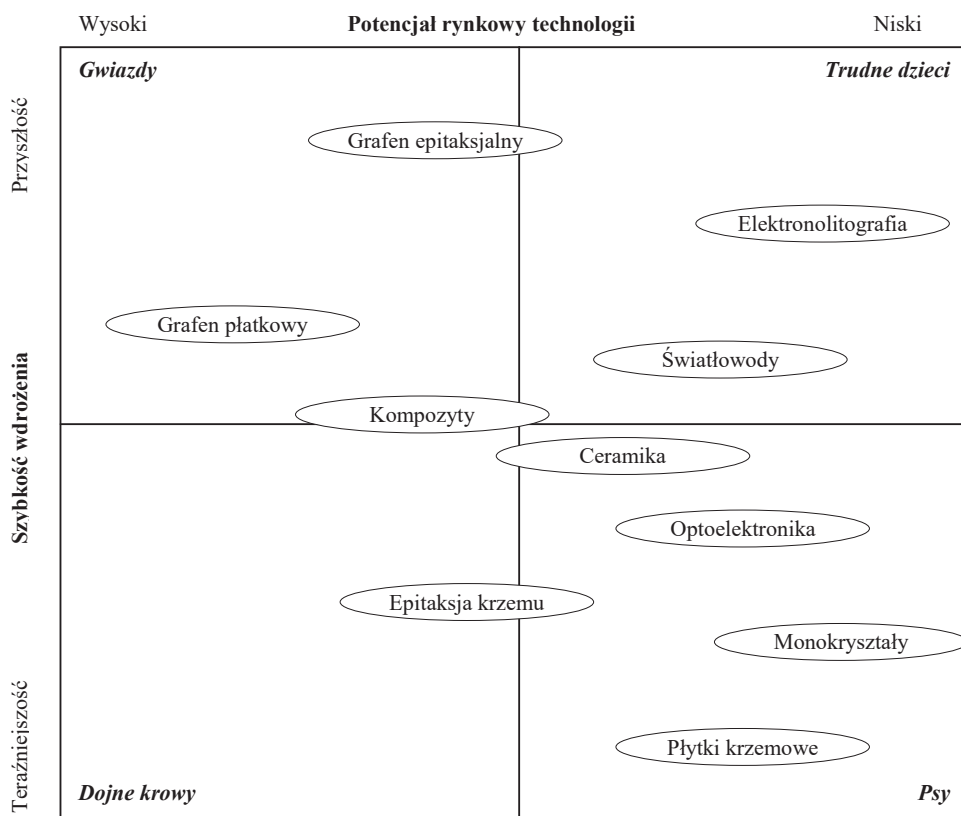 Wysoki
Potencjał rynkowy technologii
Niski
Gwiazdy
Trudne dzieci
Przyszłość
Grafen epitaksjalny
Elektronolitografia
Grafen płatkowy
Światłowody
Kompozyty
Szybkość wdrożenia
Ceramika
Optoelektronika
Epitaksja krzemu
Monokryształy
Teraźniejszość
Płytki krzemowe
Dojne krowy
Psy